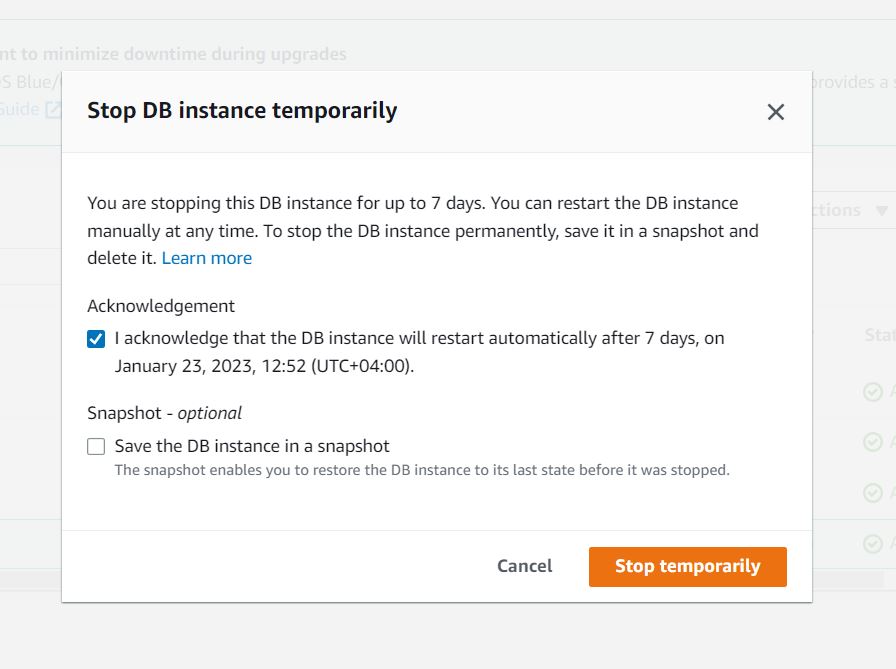 nt to minimize downtime during upgrades
S Blue/
provides a s
Guide
Stop DB instance temporarily
You are stopping this DB instance for up to 7 days. You can restart the DB instance
manually at any time. To stop the DB instance permanently, save it in a snapshot and
delete it. Learn more
ctions
Acknowledgement
I acknowledge that the DB instance will restart automatically after 7 days, on
January 23, 2023, 12:52 (UTC+04:00).
Stat
Snapshot - optional
Save the DB instance in a snapshot
The snapshot enables you to restore the DB instance to its last state before it was stopped.
Cancel
Stop temporarily